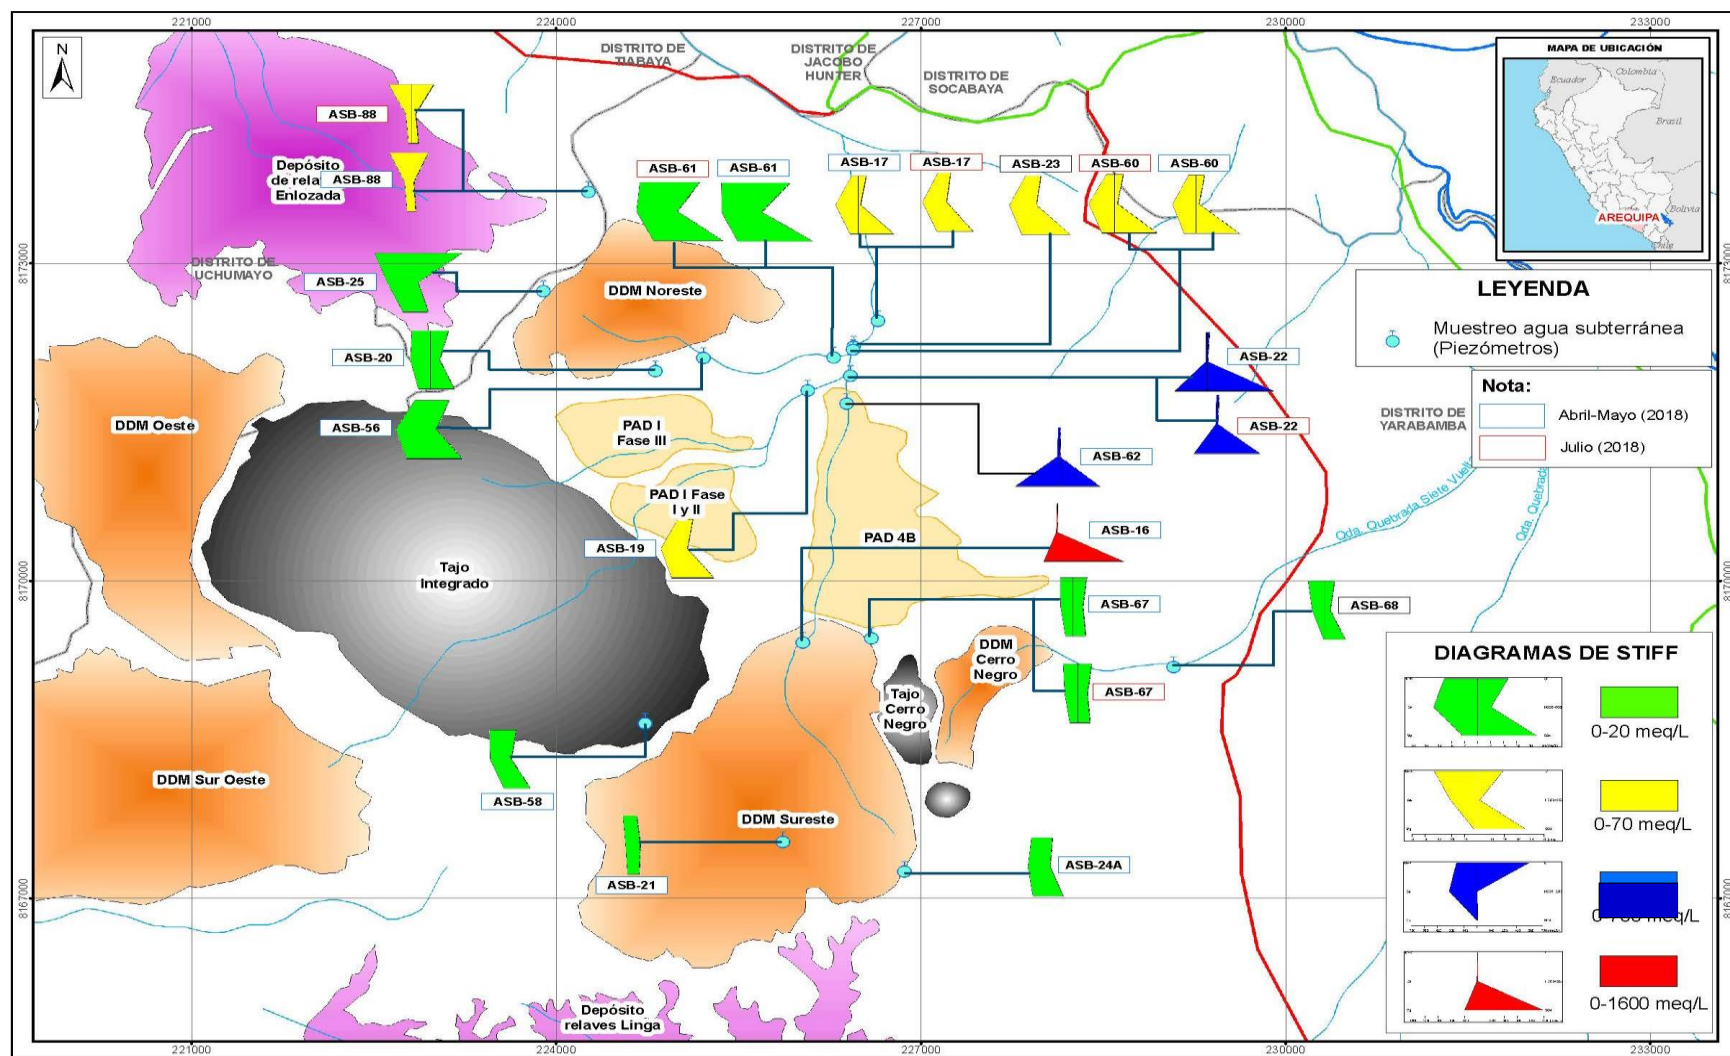 221000
224000
227000
230000
233000
N
DISTRITO DE
TIABAYA
DISTRITO DE
JACOBO
HUNTER
DISTRITO DE
SOCABAYA
MAPA DE UBICACIÓN
Ecuador
Colombia
Brasil
Bolivia
AREQUIPA
ASB-88
Depósito
de
Enlozada
ASB-88
ASB-61
ASB-61
ASB-17
ASB-17
ASB-23
ASB-60
ASB-60
8173000
8173000
DISTRITO DE
UCHUMAYO
ASB-25
DDM Noreste
LEYENDA
Muestreo agua subterránea
(Piezómetros)
ASB-20
ASB-22
Nota:
Abril-Mayo (2018)
Julio (2018)
DISTRITO DE
YARABAMBA
DDM Oeste
ASB-56
PAD I
Fase III
ASB-22
ASB-62
PAD I Fase
I y II
Qda. Quebrada Siete Vuelta
Qda. Quebrada
ASB-16
ASB-19
PAD 4B
Tajo
Integrado
8170000
8170000
ASB-67
ASB-68
DDM
Cerro
Negro
ASB-67
Tajo
Cerro
Negro
DIAGRAMAS DE STIFF
0-20 meq/L
0-70 meq/L
meq/L
0-1600 meq/L
DDM Sur Oeste
ASB-58
DDM Sureste
ASB-21
ASB-24A
8167000
8167000
Depósito
relaves Linga
221000
224000
227000
230000
233000